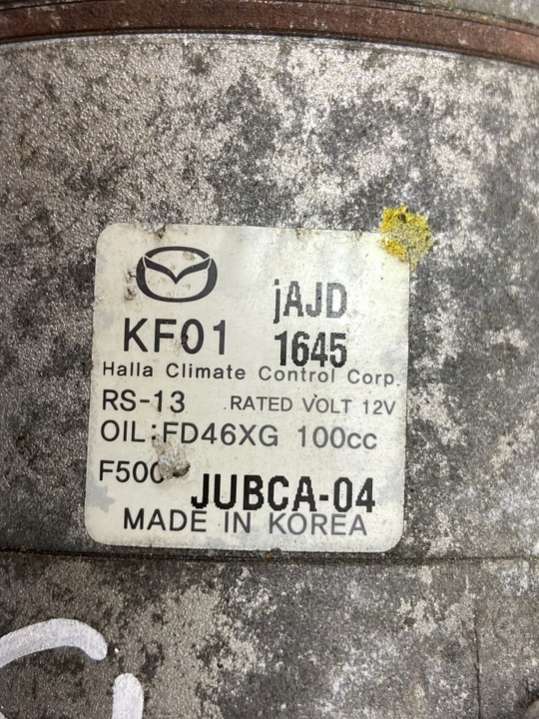 jAJD
KF01 1645
Halla Climate Control Corp.
RS-13 RATED VOLT 12V
OIL:FD46XG 100cc
JUBCA-04
MADE IN KOREA